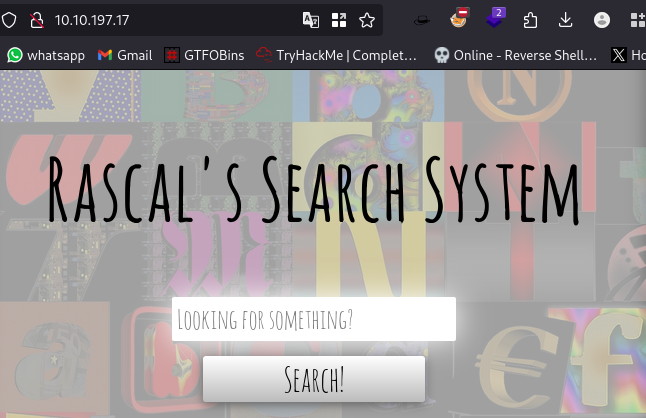 10.10.197.17
2
whatsapp
Gmail
GTFOBins
TryHackMe | Complet…
Online - Reverse Shell…
X
Ho
Rascal's Search System
Looking for something?
Search!